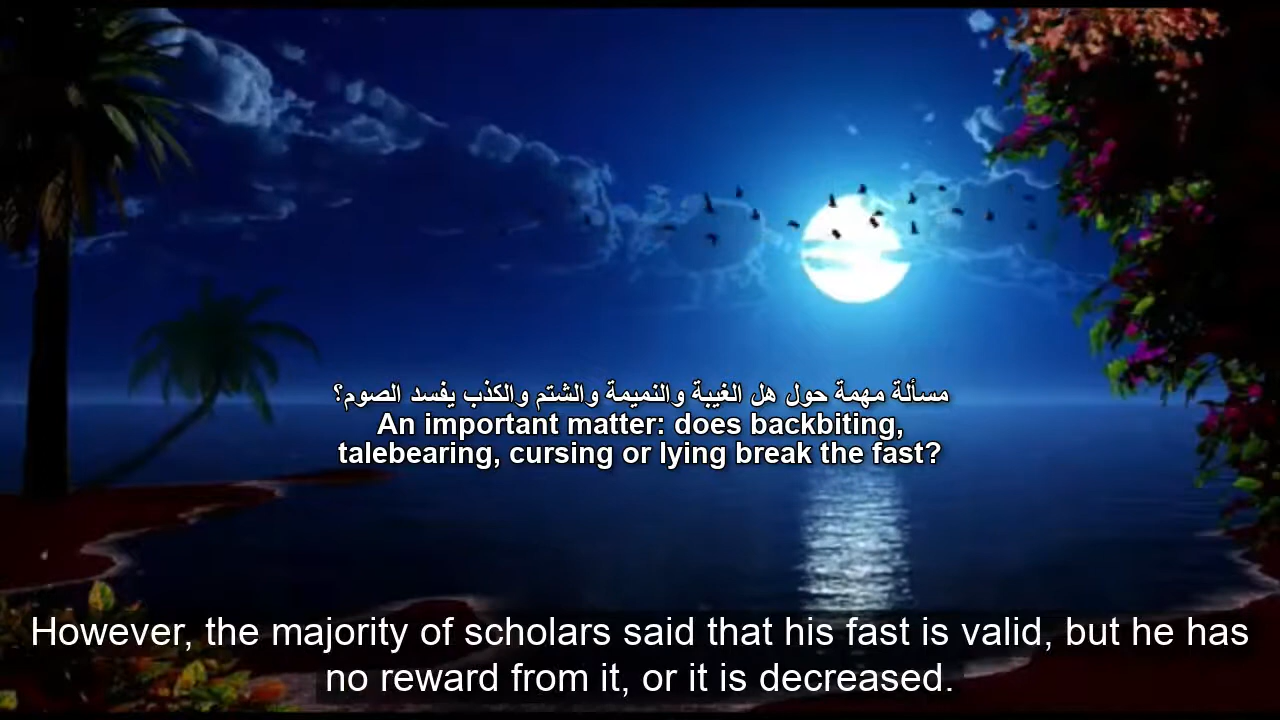 مسألة مهمة حول هل الغيبة والنميمة والشتم والكذب يفسد الصوم؟
An important matter: does backbiting,
talebearing, cursing or lying break the fast?
However, the majority of scholars said that his fast is valid, but he has
no reward from it, or it is decreased.